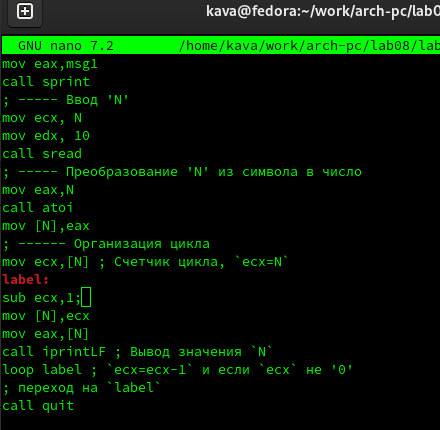 kava@fedora:~/work/arch-pc/lab0
GNU nano 7.2 /home/kava/work/arch-pc/lab08/lab
mov eax,msg1
call sprint
; ----- Ввод 'N'
mov ecx, N
mov edx, 10
call sread
; ----- Преобразование 'N' из символа в число
mov eax,N
call atoi
mov [N],eax
; ------ Организация цикла
mov ecx,[N] ; Счетчик цикла, `ecx=N`
label:
sub ecx,1;
mov [N],ecx
mov eax,[N]
call iprintLF ; Вывод значения `N`
loop label ; `ecx=ecx-1` и если `ecx` не '0'
; переход на `label`
call quit